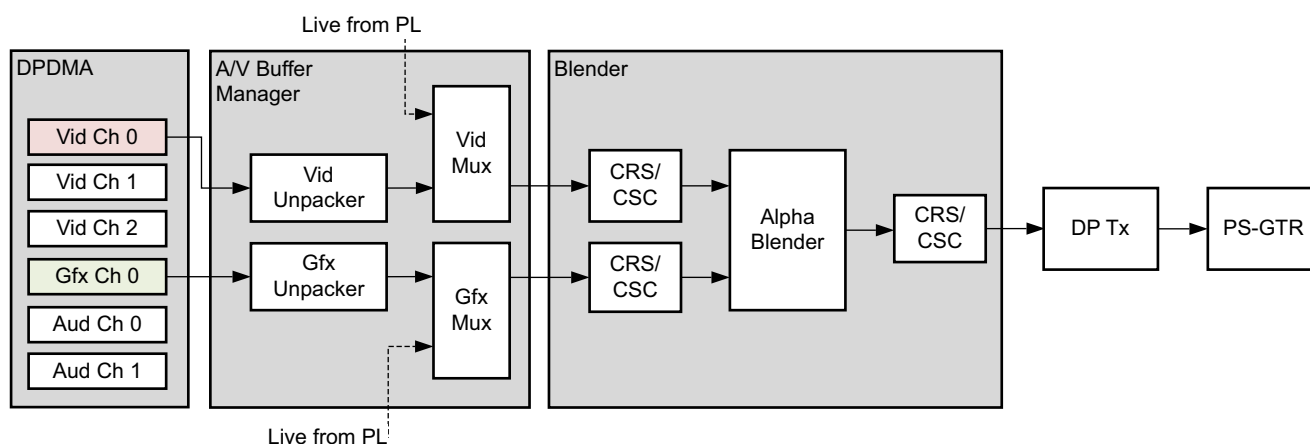 Live from PL
DPDMA
Vid Ch 0
Vid Ch 1
Vid Ch 2
Gfx Ch 0
Aud Ch 0
Aud Ch 1
A/V Buffer
Manager
Vid
Unpacker
Gfx
Unpacker
Vid
Mux
Gfx
Mux
Live from PL
Blender
CRS/
CSC
CRS/
CSC
Alpha
Blender
CRS/
CSC
DP Tx
PS-GTR